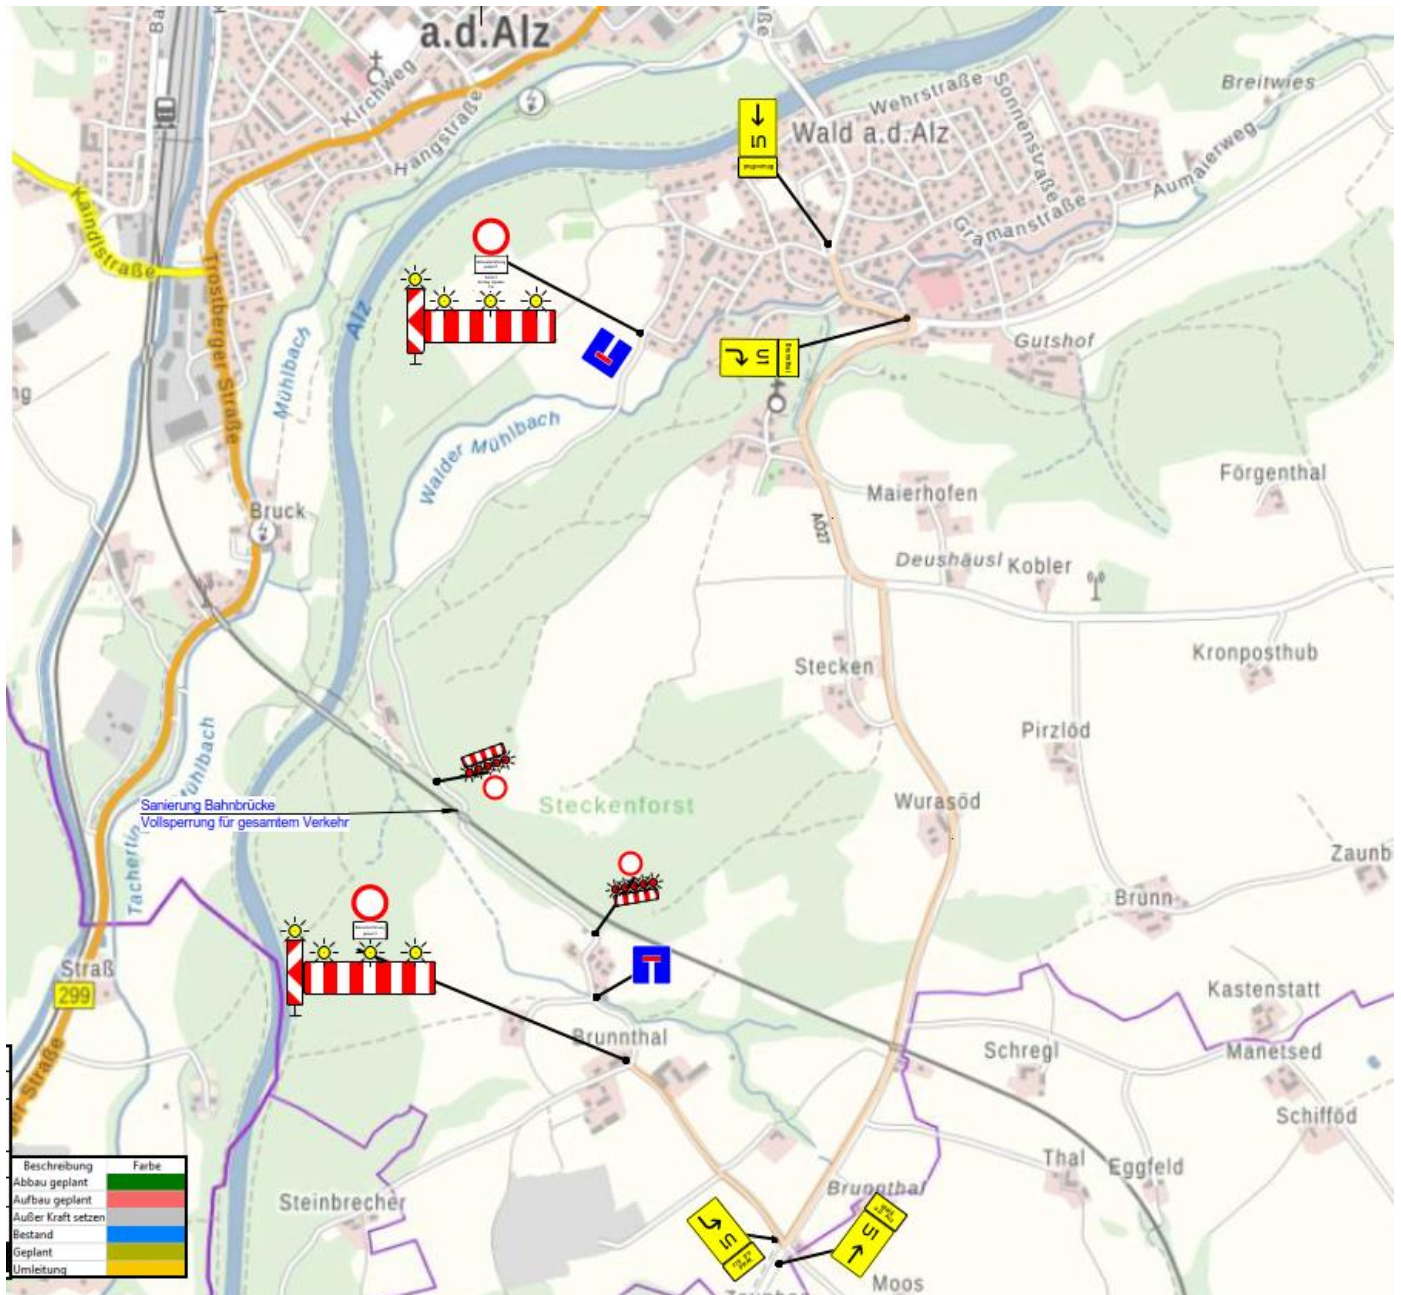 a.d.Alz
Kirchweg
Hangstraße
Wehrstraße
Sonnenstraße
Breitwies
Wald a.d.Alz
Aumaierweg
Gramanstraße
U1
Brunnthal
Kaindlstraße
Trostberger Straße
Mühlbach
Alz
U1
Gutshof
Walder Mühlbach
Bruck
Maierhofen
Förgenthal
AÖ27
Deushäusl
Kobler
Stecken
Kronposthub
Pirzlöd
Mühlbach
Tachertin
Sanierung Bahnbrücke
Vollsperrung für gesamtem Verkehr
Steckenforst
Wurasöd
Zaunb
Brunn
Straß
299
Kastenstatt
Brunnthal
Schregl
Manetsed
Schifföd
er Straße
Beschreibung Farbe
Abbau geplant
Aufbau geplant
Außer Kraft setzen
Bestand
Geplant
Umleitung
Steinbrecher
Thal
Eggfeld
Brunnthal
U1
U1
Moos